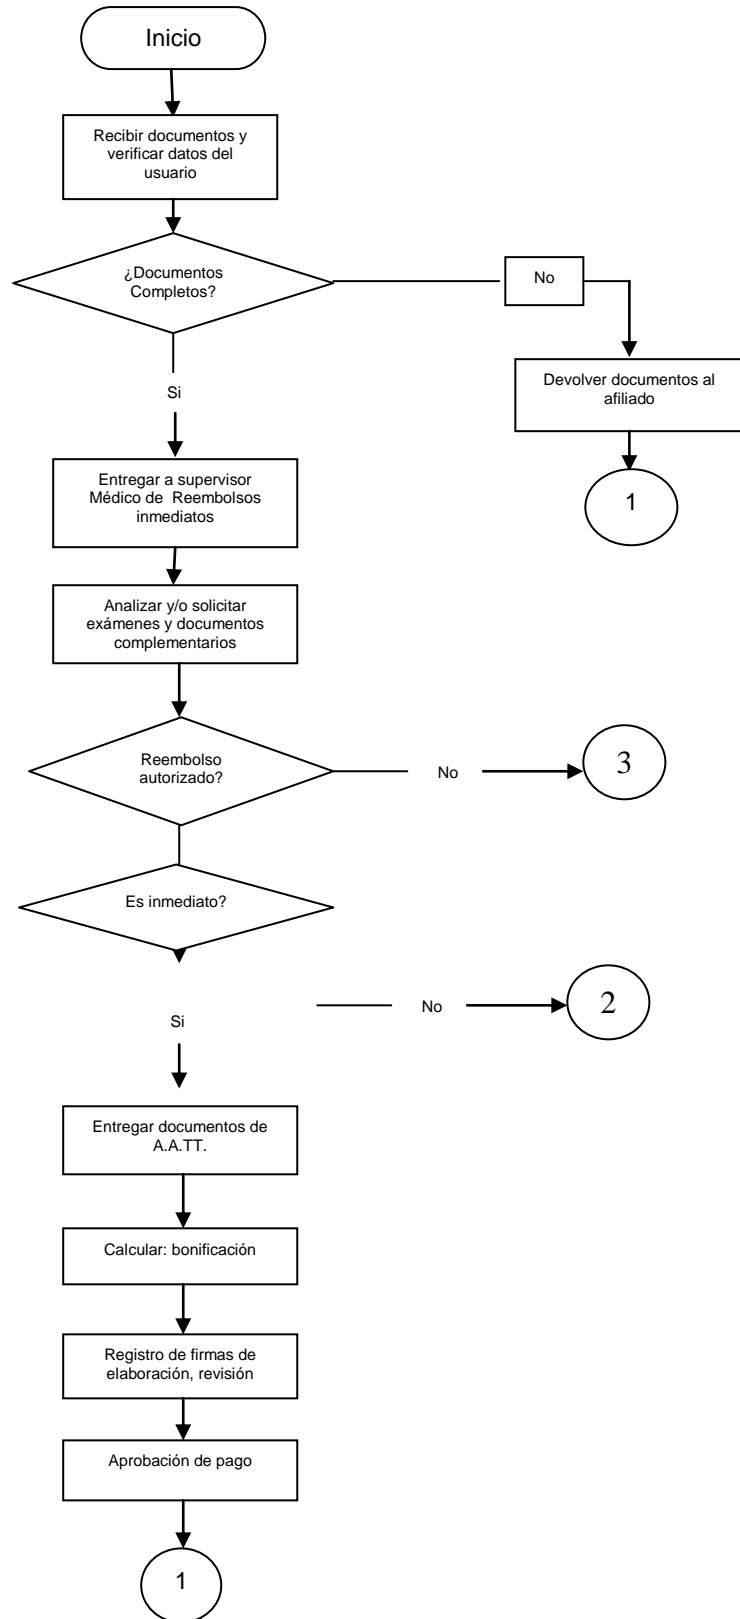 Inicio
Recibir documentos y
verificar datos del
usuario
¿Documentos
Completos?
No
Devolver documentos al
afiliado
1
Si
Entregar a supervisor
Médico de Reembolsos
inmediatos
Analizar y/o solicitar
exámenes y documentos
complementarios
Reembolso
autorizado?
No
3
Es inmediato?
No
2
Si
Entregar documentos de
A.A.TT.
Calcular: bonificación
Registro de firmas de
elaboración, revisión
Aprobación de pago
1